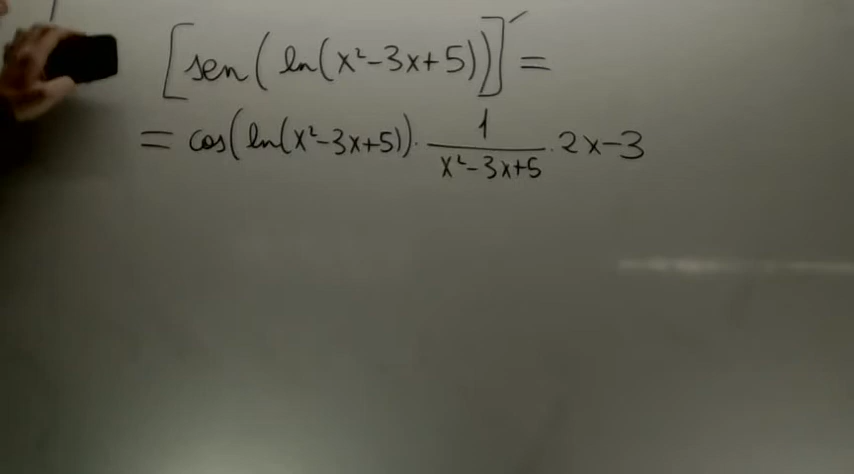 [sen(ln(x²-3x+5))]′ =
= cos(ln(x²-3x+5)) · 1/x²-3x+5 · 2x-3